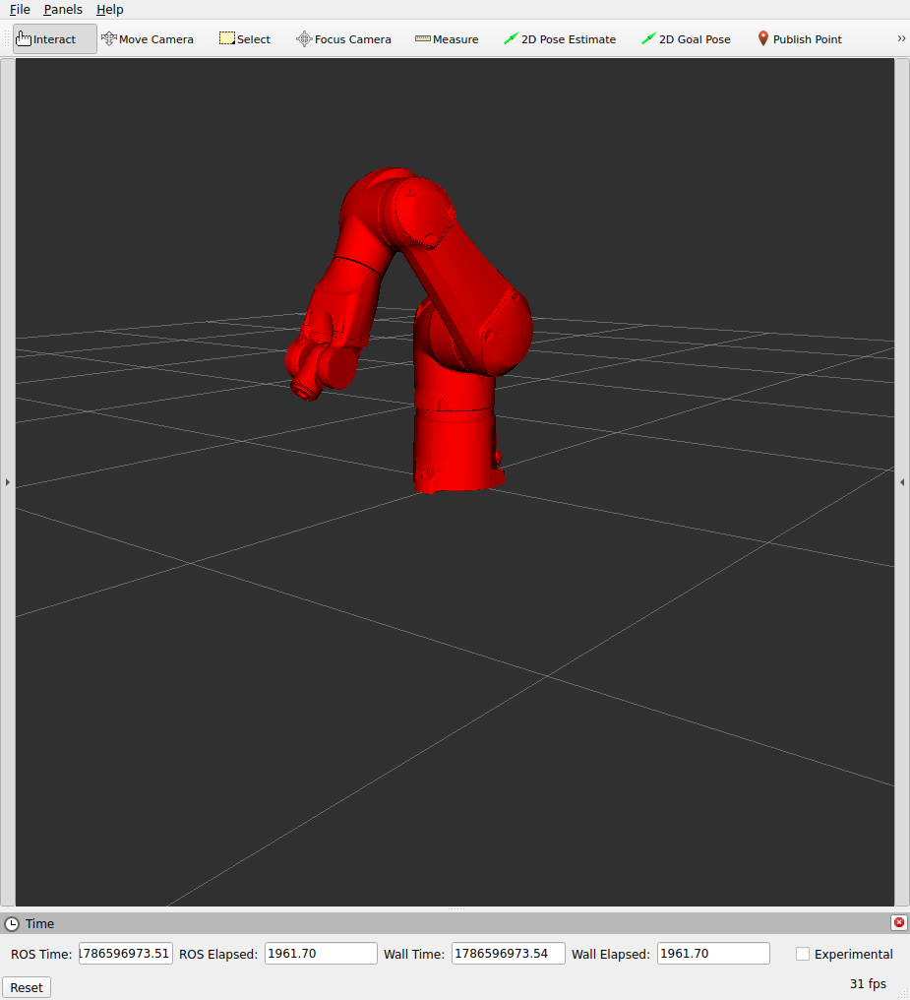 File Panels Help
Interact Move Camera Select Focus Camera Measure 2D Pose Estimate 2D Goal Pose Publish Point »
Time
ROS Time: 1786596973.51 ROS Elapsed: 1961.70 Wall Time: 1786596973.54 Wall Elapsed: 1961.70 Experimental
Reset 31 fps